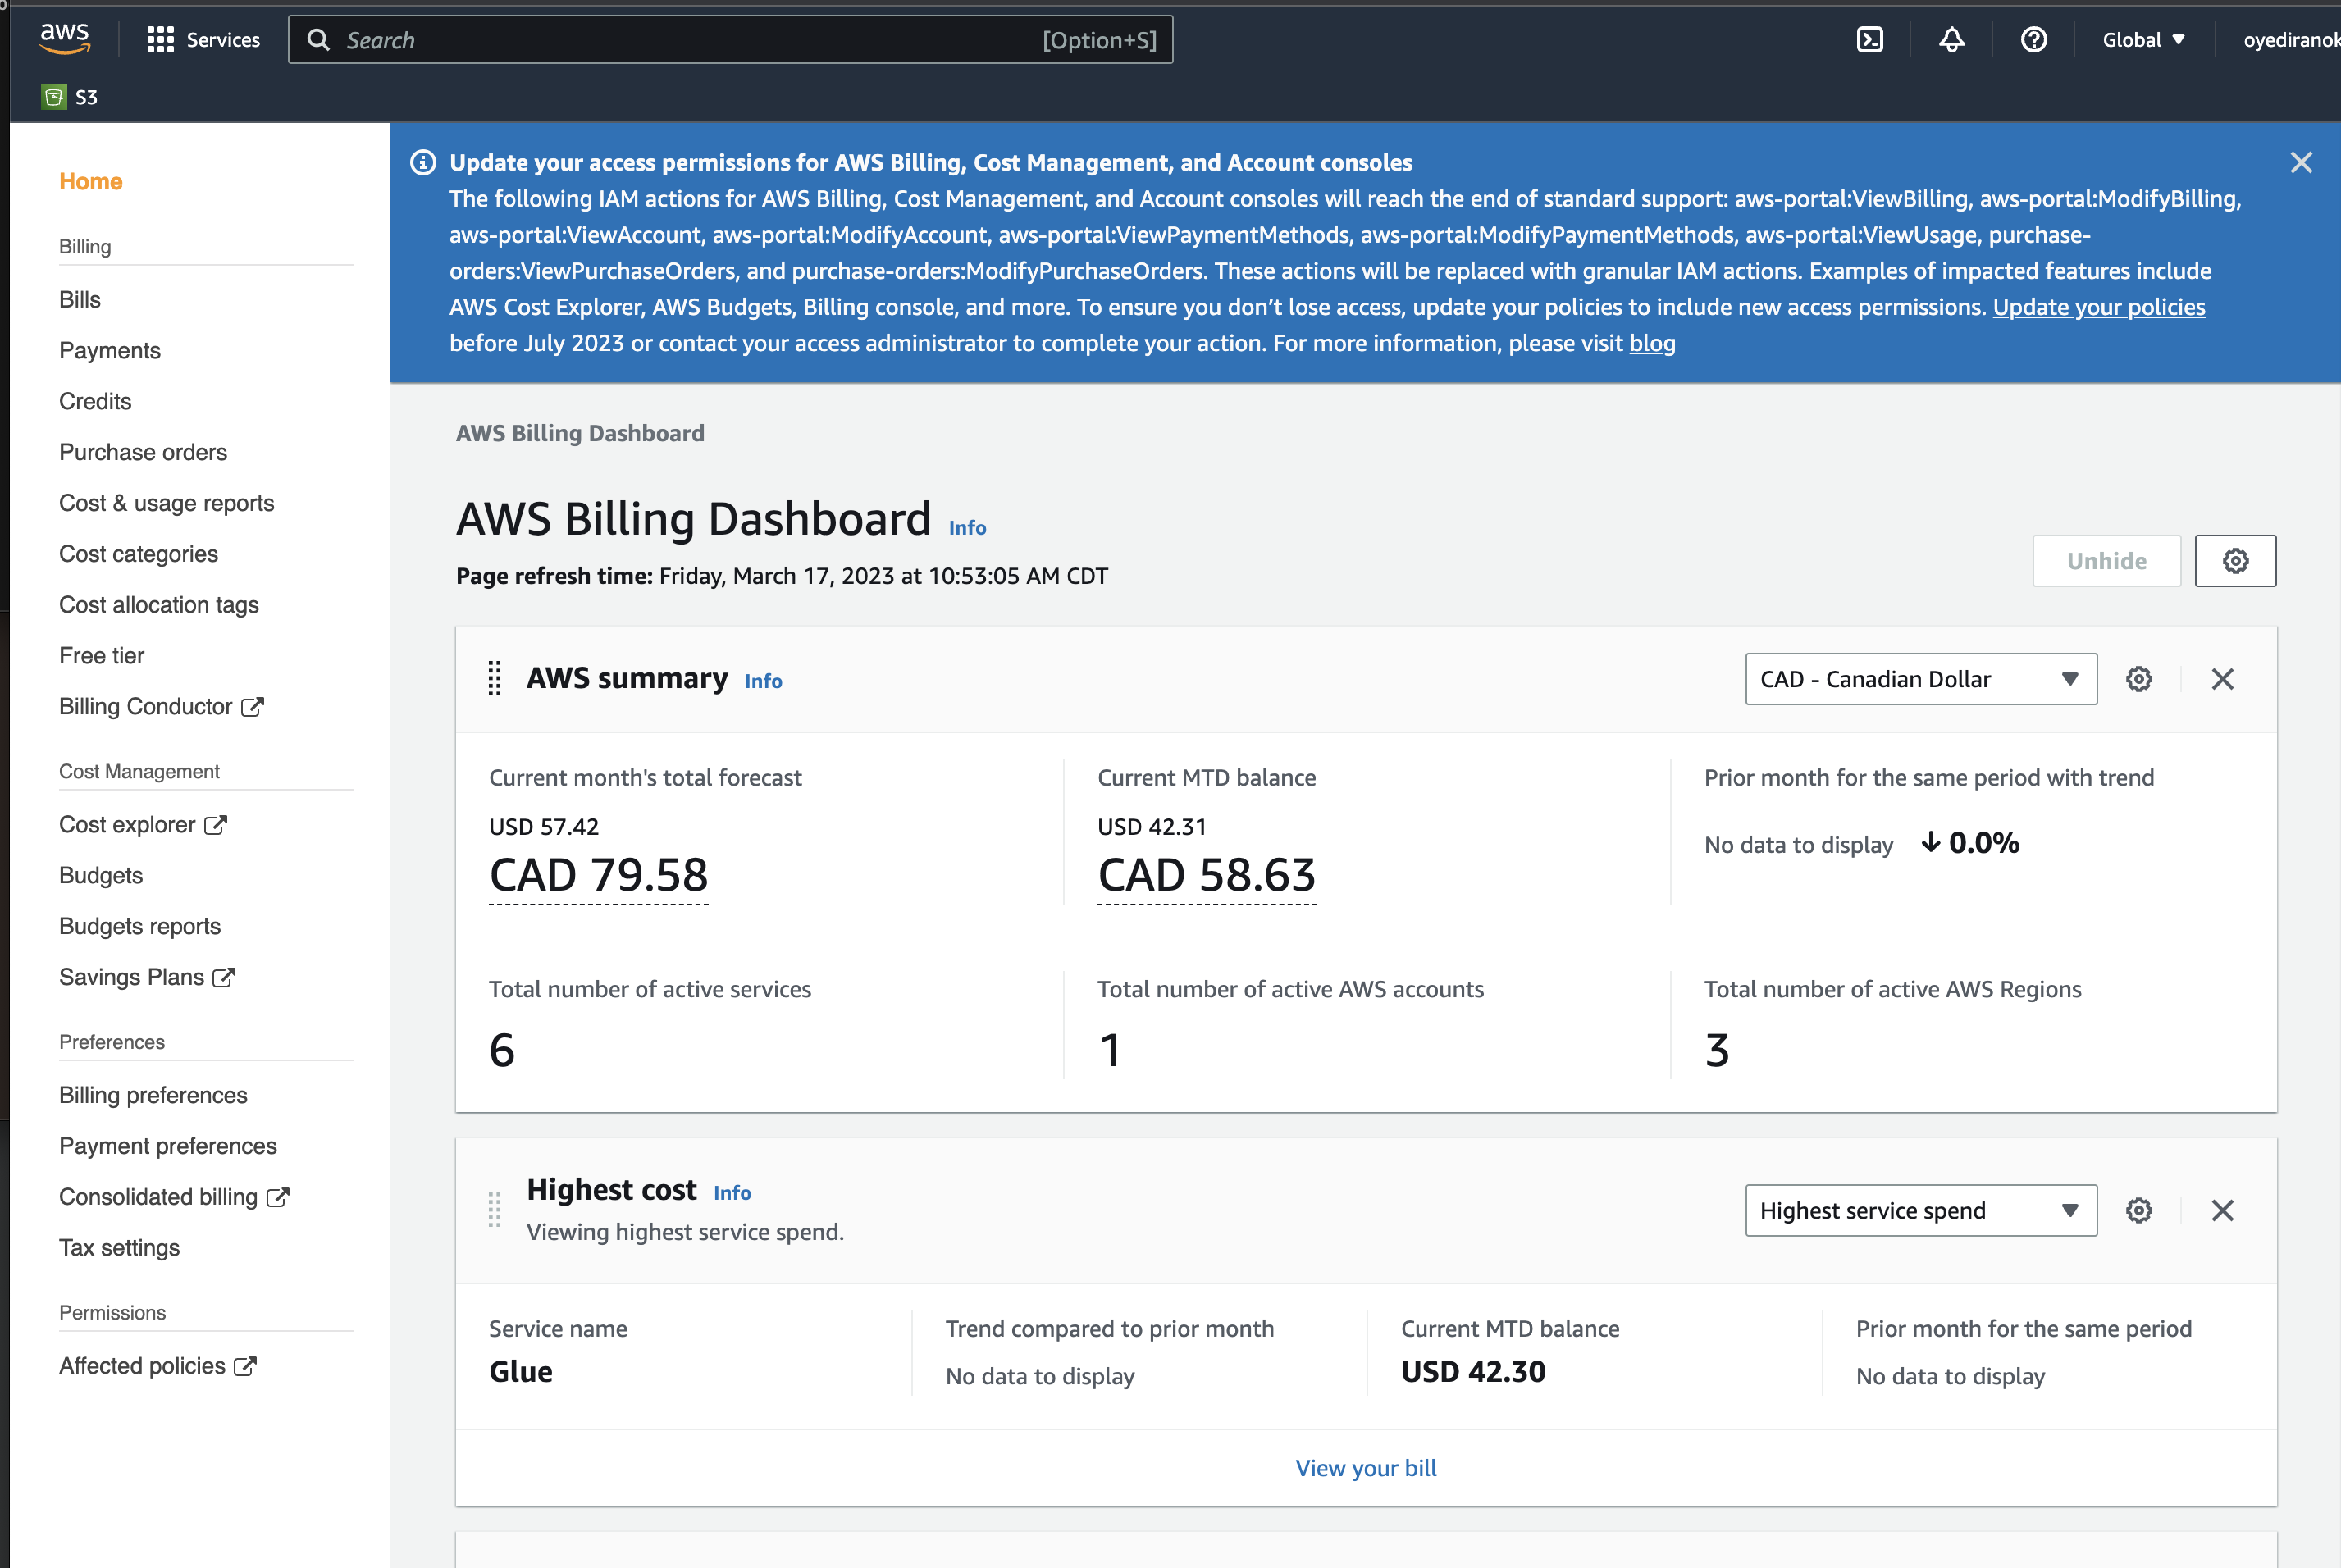 aws
Services
Search
[Option+S]
Global
oyediranok
S3
Home
Billing
Bills
Payments
Credits
Purchase orders
Cost & usage reports
Cost categories
Cost allocation tags
Free tier
Billing Conductor
Cost Management
Cost explorer
Budgets
Budgets reports
Savings Plans
Preferences
Billing preferences
Payment preferences
Consolidated billing
Tax settings
Permissions
Affected policies
Update your access permissions for AWS Billing, Cost Management, and Account consoles
The following IAM actions for AWS Billing, Cost Management, and Account consoles will reach the end of standard support: aws-portal:ViewBilling, aws-portal:ModifyBilling,
aws-portal:ViewAccount, aws-portal:ModifyAccount, aws-portal:ViewPaymentMethods, aws-portal:ModifyPaymentMethods, aws-portal:ViewUsage, purchase-
orders:ViewPurchaseOrders, and purchase-orders:ModifyPurchaseOrders. These actions will be replaced with granular IAM actions. Examples of impacted features include
AWS Cost Explorer, AWS Budgets, Billing console, and more. To ensure you don’t lose access, update your policies to include new access permissions. Update your policies
before July 2023 or contact your access administrator to complete your action. For more information, please visit blog
AWS Billing Dashboard
AWS Billing Dashboard Info
Page refresh time: Friday, March 17, 2023 at 10:53:05 AM CDT
Unhide
AWS summary Info
CAD - Canadian Dollar
Current month's total forecast
USD 57.42
CAD 79.58
Current MTD balance
USD 42.31
CAD 58.63
Prior month for the same period with trend
No data to display ↓ 0.0%
Total number of active services
6
Total number of active AWS accounts
1
Total number of active AWS Regions
3
Highest cost Info
Viewing highest service spend.
Highest service spend
Service name
Glue
Trend compared to prior month
No data to display
Current MTD balance
USD 42.30
Prior month for the same period
No data to display
View your bill